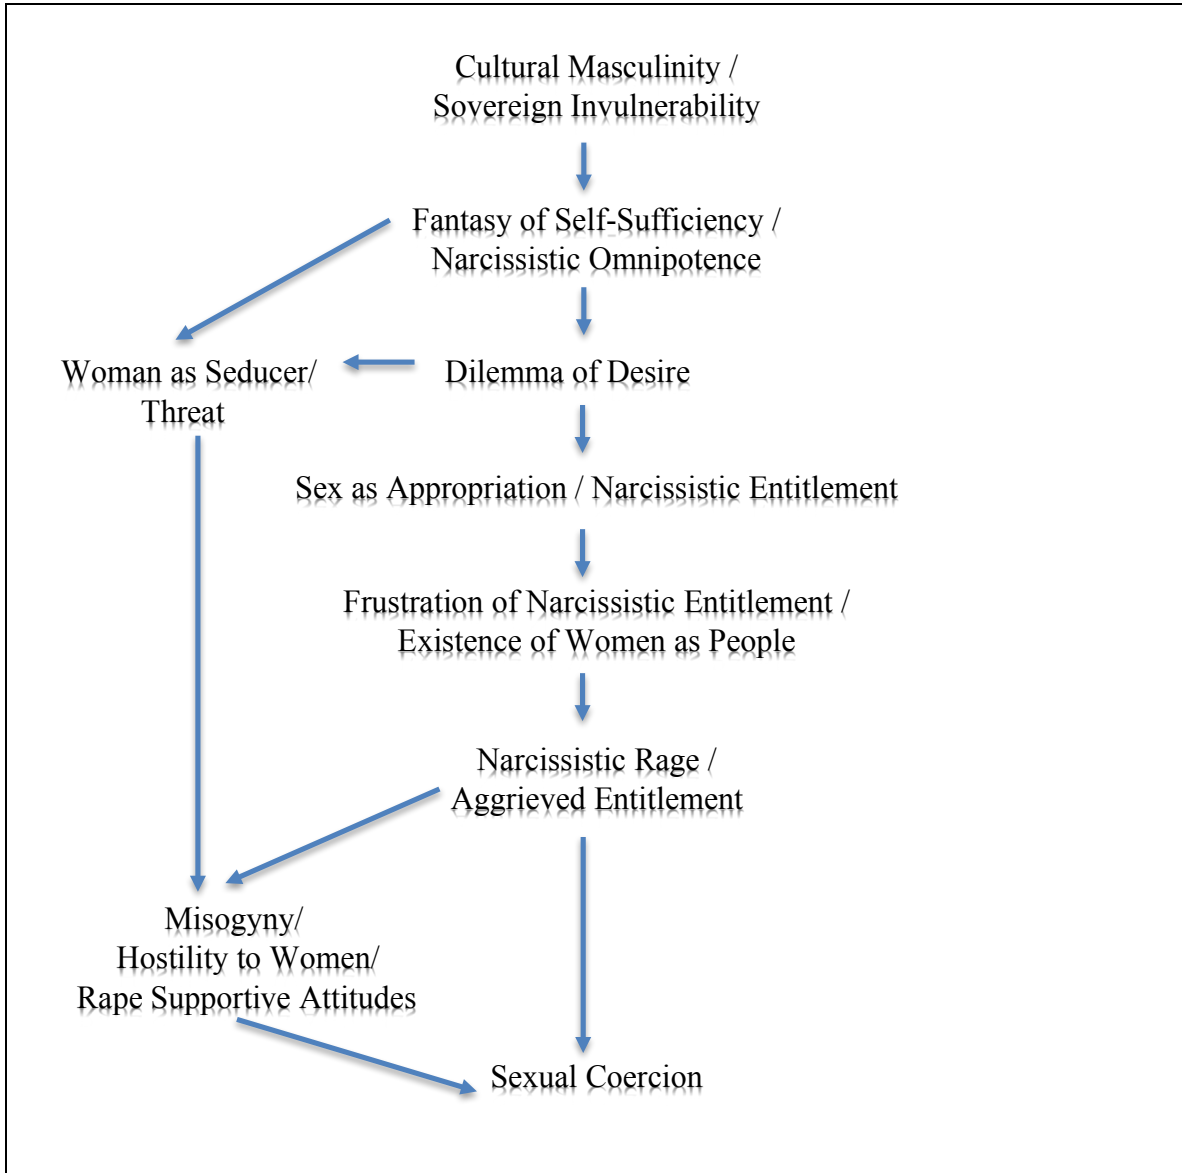 Cultural Masculinity /
Sovereign Invulnerability
Fantasy of Self-Sufficiency /
Narcissistic Omnipotence
Woman as Seducer/
Threat
Dilemma of Desire
Sex as Appropriation / Narcissistic Entitlement
Frustration of Narcissistic Entitlement /
Existence of Women as People
Narcissistic Rage /
Aggrieved Entitlement
Misogyny/
Hostility to Women/
Rape Supportive Attitudes
Sexual Coercion